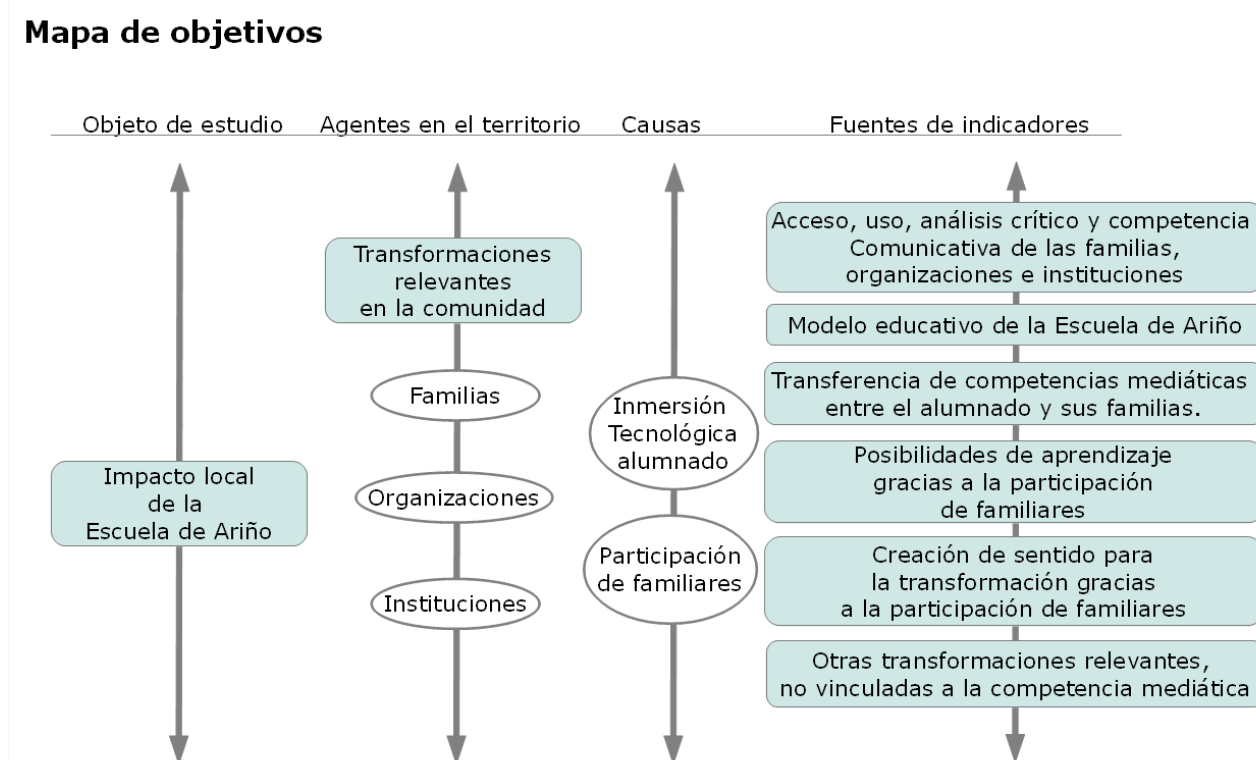 Mapa de objetivos
Objeto de estudio
Agentes en el territorio
Causas
Fuentes de indicadores
Impacto local
de la
Escuela de Ariño
Transformaciones
relevantes
en la comunidad
Familias
Organizaciones
Instituciones
Inmersión
Tecnológica
alumnado
Participación
de familiares
Acceso, uso, análisis crítico y competencia
Comunicativa de las familias,
organizaciones e instituciones
Modelo educativo de la Escuela de Ariño
Transferencia de competencias mediáticas
entre el alumnado y sus familias.
Posibilidades de aprendizaje
gracias a la participación
de familiares
Creación de sentido para
la transformación gracias
a la participación de familiares
Otras transformaciones relevantes,
no vinculadas a la competencia mediática